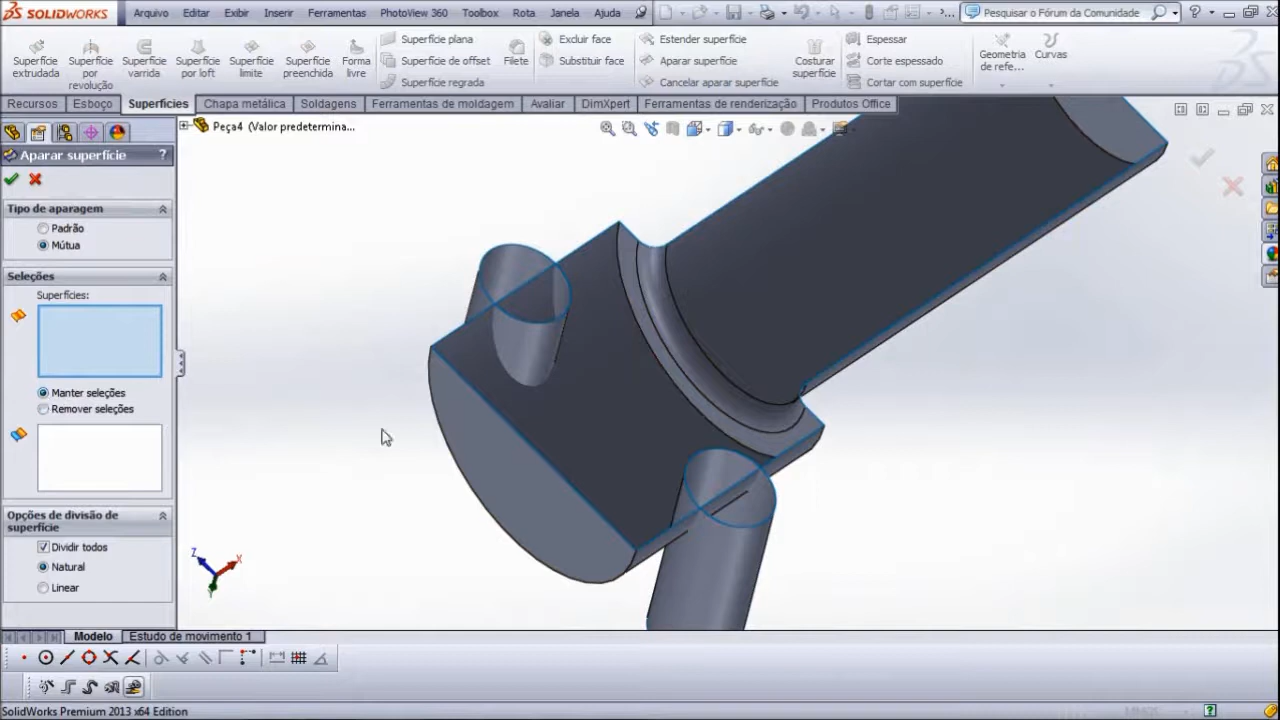 SOLIDWORKS
Arquivo Editar Exibir Inserir Ferramentas PhotoView 360 Toolbox Rota Janela Ajuda
Pesquisar o Fórum da Comunidade
Superfície extrudada
Superfície por revolução
Superfície varrida
Superfície por loft
Superfície limite
Superfície preenchida
Forma livre
Superfície plana
Superfície de offset
Superfície regrada
Filete
Excluir face
Substituir face
Estender superfície
Aparar superfície
Cancelar aparar superfície
Costurar superfície
Espessar
Corte espessado
Cortar com superfície
Geometria de refe...
Curvas
Recursos Esboço Superfícies Chapa metálica Soldagens Ferramentas de moldagem Avaliar DimXpert Ferramentas de renderização Produtos Office
Peça4 (Valor predetermina...
Aparar superfície ?
Tipo de aparagem
Padrão
Mútua
Seleções
Superfícies:
Manter seleções
Remover seleções
Opções de divisão de
superfície
Dividir todos
Natural
Linear
Z X
Y
Modelo Estudo de movimento 1
SolidWorks Premium 2013 x64 Edition